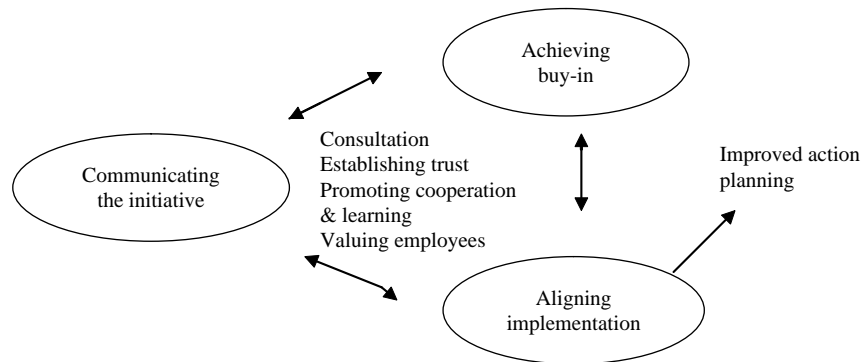 Achieving
buy-in
Communicating
the initiative
Consultation
Establishing trust
Promoting cooperation
& learning
Valuing employees
Improved action
planning
Aligning
implementation